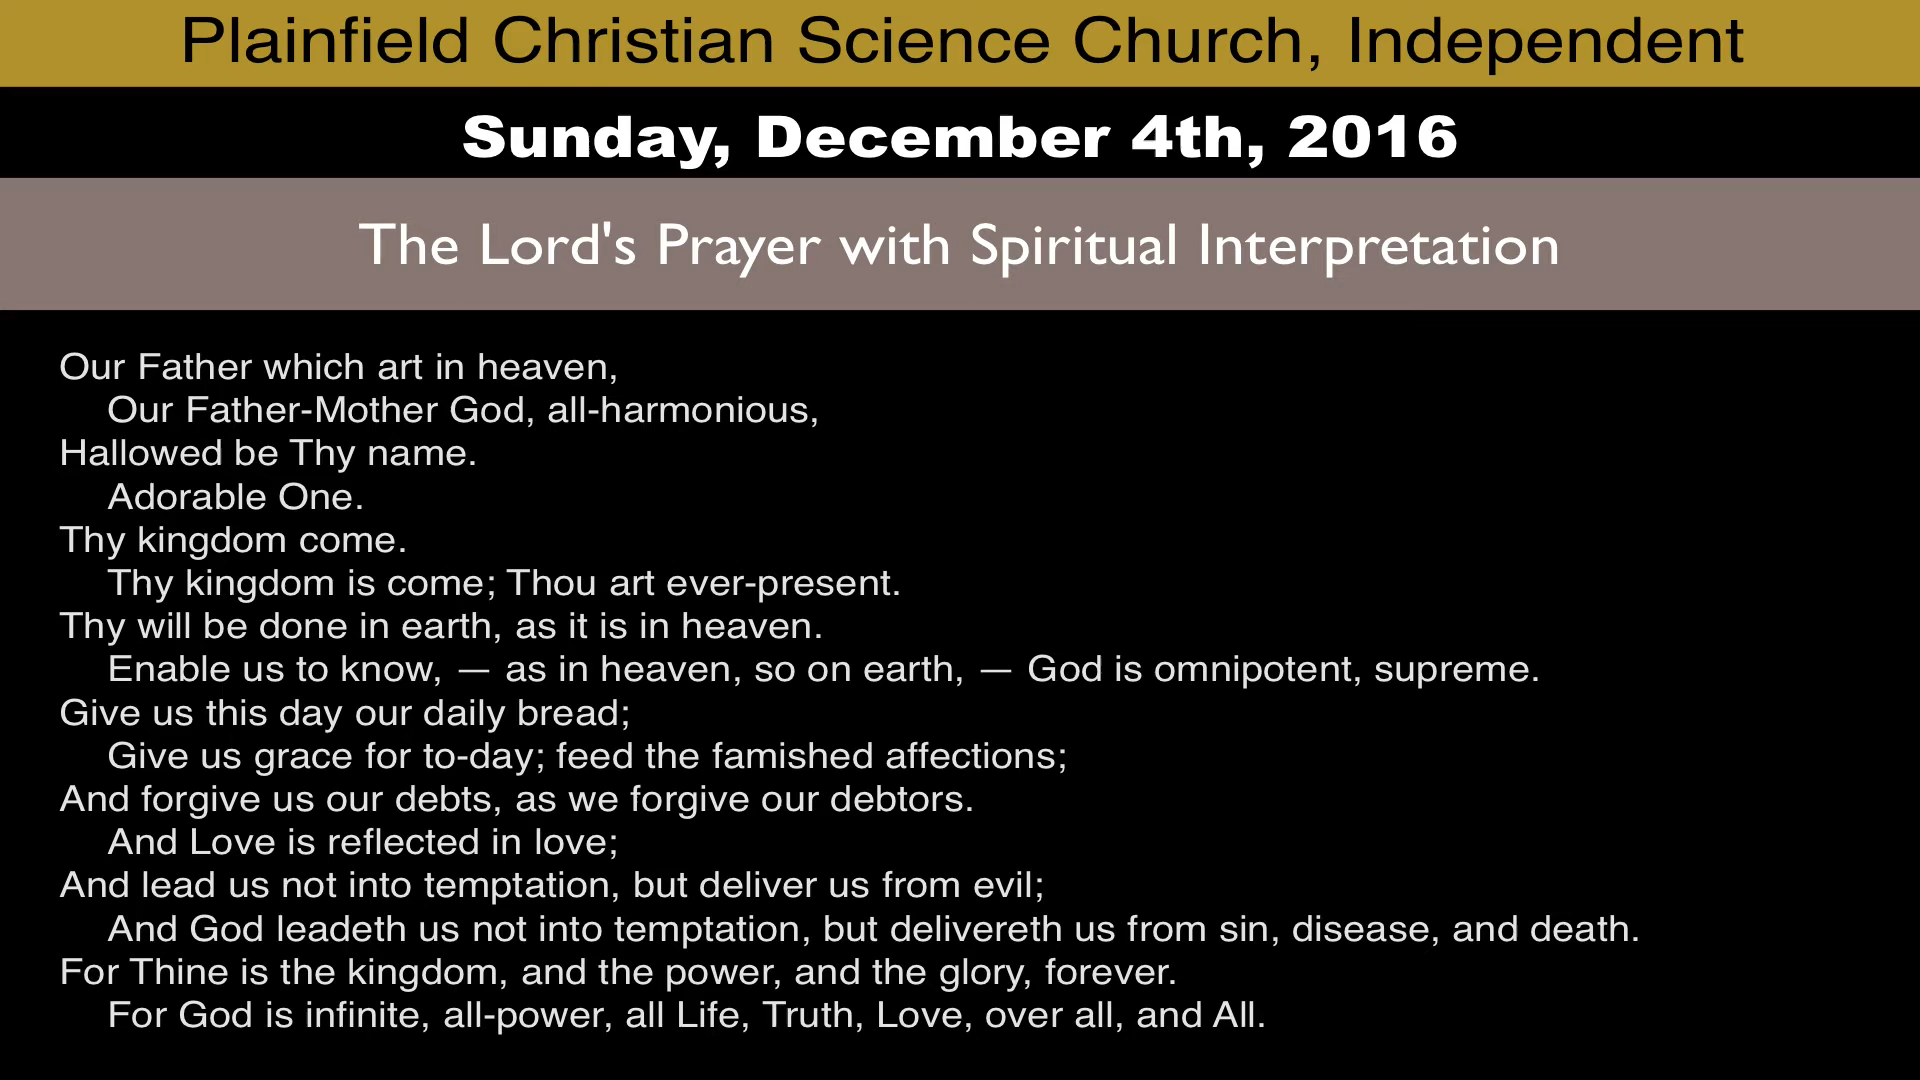 Plainfield Christian Science Church, Independent
Sunday, December 4th, 2016
The Lord's Prayer with Spiritual Interpretation
Our Father which art in heaven,
Our Father-Mother God, all-harmonious,
Hallowed be Thy name.
Adorable One.
Thy kingdom come.
Thy kingdom is come; Thou art ever-present.
Thy will be done in earth, as it is in heaven.
Enable us to know, — as in heaven, so on earth, — God is omnipotent, supreme.
Give us this day our daily bread;
Give us grace for to-day; feed the famished affections;
And forgive us our debts, as we forgive our debtors.
And Love is reflected in love;
And lead us not into temptation, but deliver us from evil;
And God leadeth us not into temptation, but delivereth us from sin, disease, and death.
For Thine is the kingdom, and the power, and the glory, forever.
For God is infinite, all-power, all Life, Truth, Love, over all, and All.